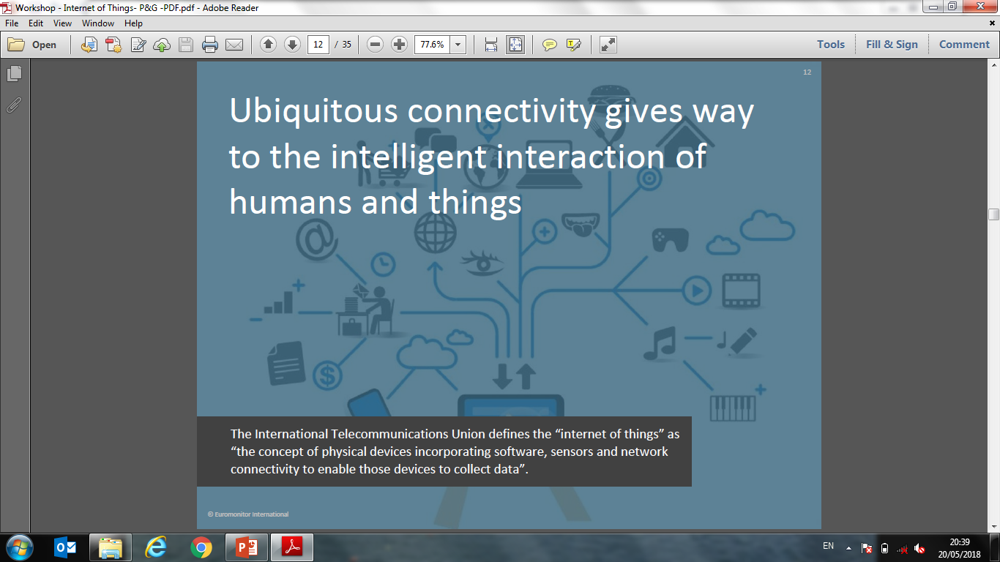 Workshop - Internet of Things- P&G -PDF.pdf - Adobe Reader
File Edit View Window Help
Open 12 / 35 77.6% Tools Fill & Sign Comment
12
Ubiquitous connectivity gives way
to the intelligent interaction of
humans and things
The International Telecommunications Union defines the “internet of things” as
“the concept of physical devices incorporating software, sensors and network
connectivity to enable those devices to collect data”.
© Euromonitor International
EN 20:39
20/05/2018